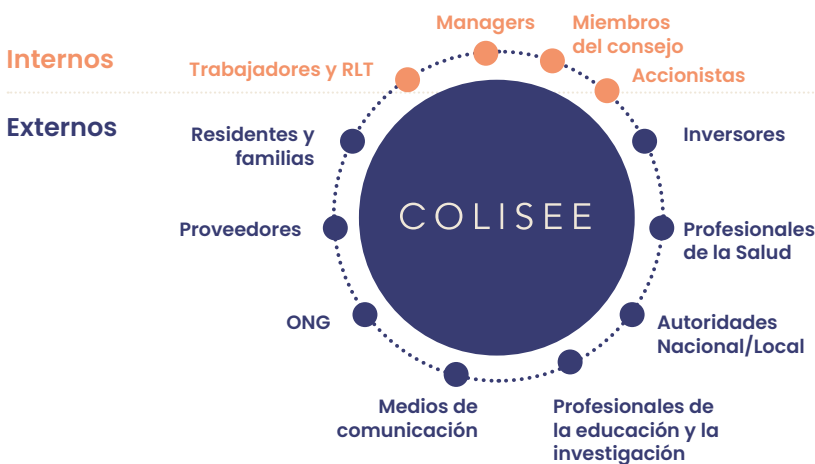 Internos
Trabajadores y RLT
Managers
Miembros
del consejo
Accionistas
Externos
Residentes y
familias
Inversores
COLISEE
Proveedores
Profesionales
de la Salud
ONG
Autoridades
Nacional/Local
Medios de
comunicación
Profesionales de
la educación y la
investigación